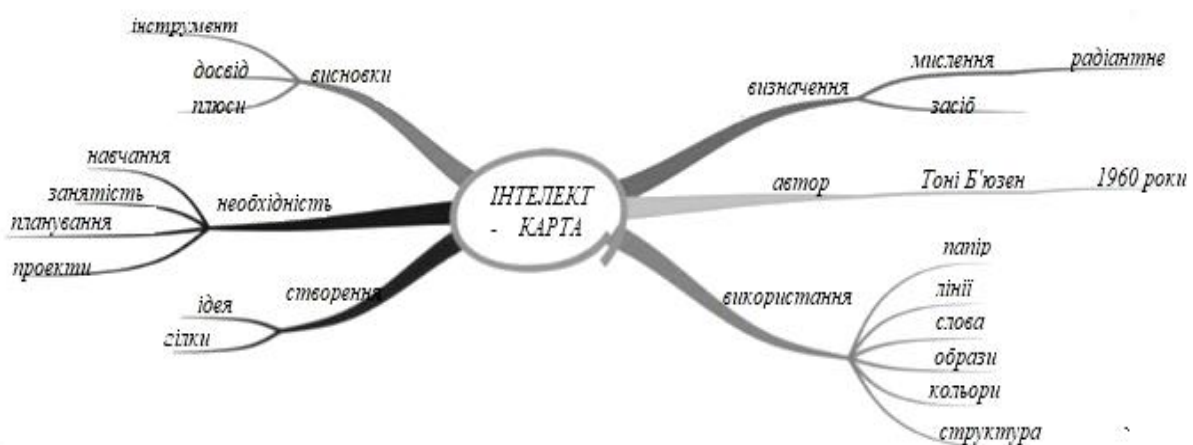 ІНТЕЛЕКТ
- КАРТА
визначення
мислення
радіантне
засіб
автор
Тоні Б'юзен
1960 роки
використання
папір
лінії
слова
образи
кольори
структура
створення
ідея
гілки
необхідність
навчання
занятість
планування
проекти
висновки
інструмент
досвід
плюси